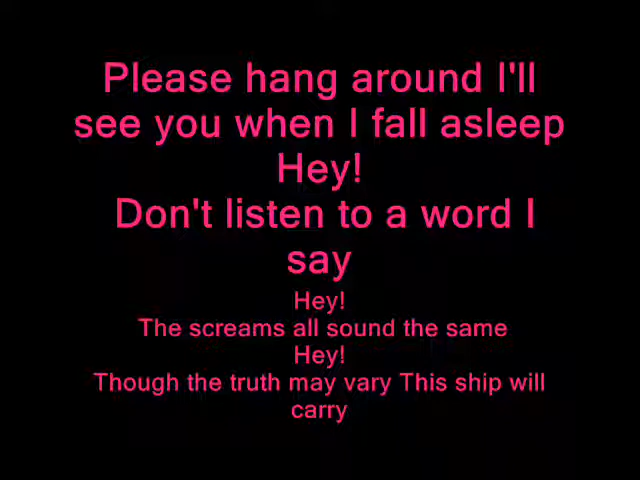 Please hang around I'll
see you when I fall asleep
Hey!
Don't listen to a word I
say
Hey!
The screams all sound the same
Hey!
Though the truth may vary This ship will
carry